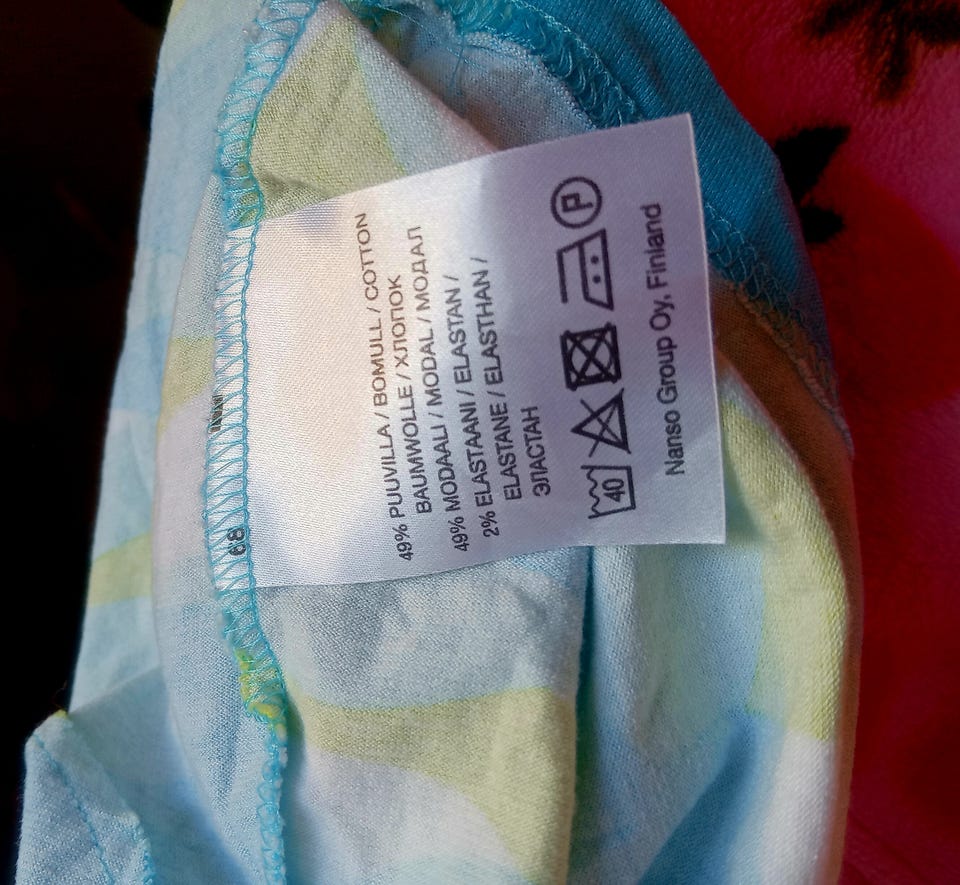 49% PUUVILLA / BOMULL / COTTON
BAUMWOLLE / ХЛОПОК
49% MODAALI / MODAL / МОДАЛ
2% ELASTAANI / ELASTAN /
ELASTANE / ELASTHAN /
ЭЛАСТАН
40 P
Nanso Group Oy, Finland